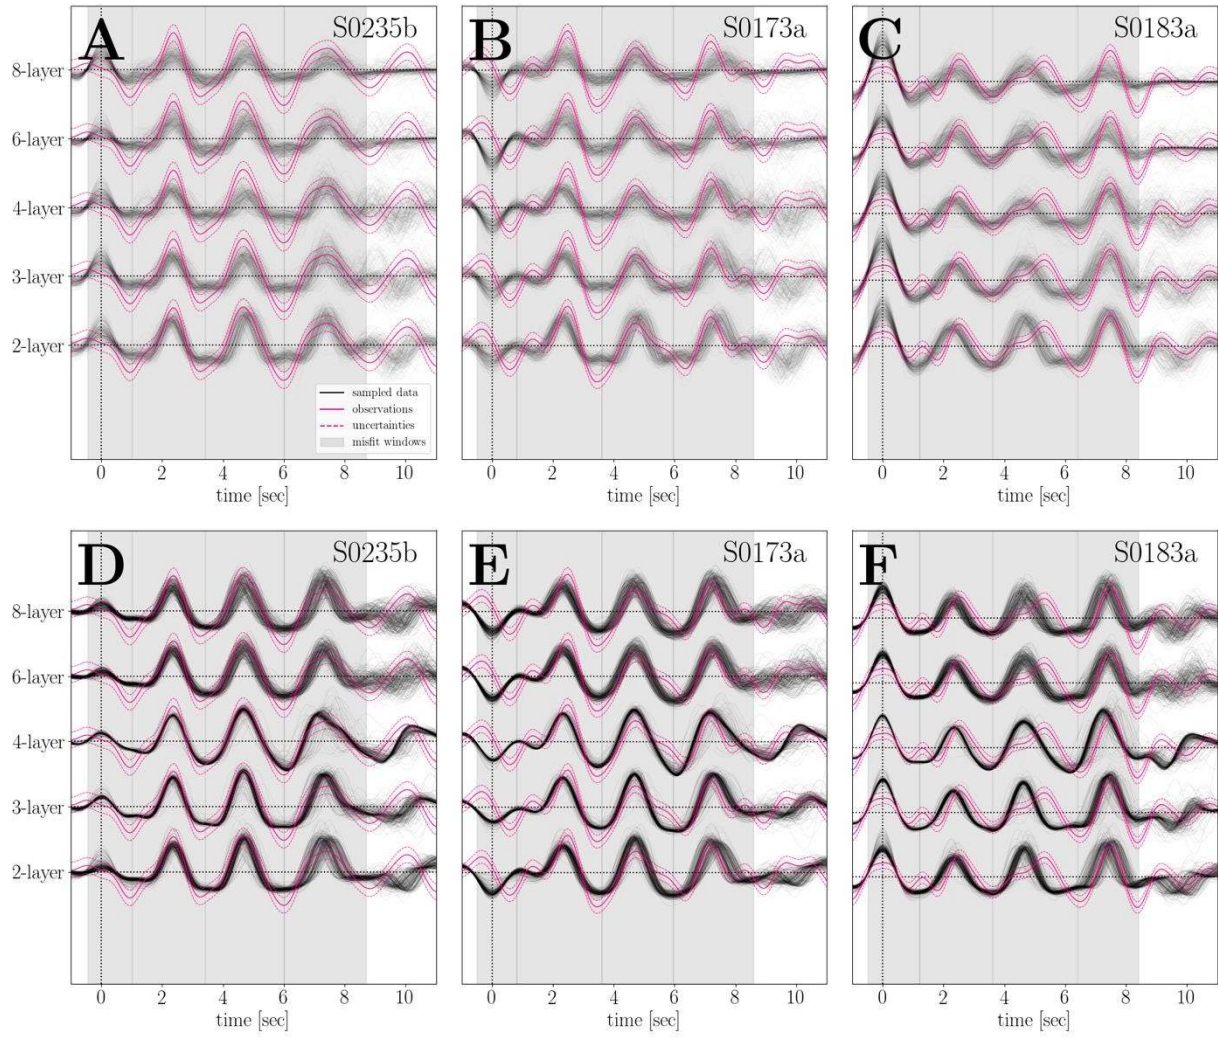 A
S0235b
8-layer
6-layer
4-layer
3-layer
2-layer
sampled data
observations
uncertainties
misfit windows
0 2 4 6 8 10
time [sec]
B
S0173a
0 2 4 6 8 10
time [sec]
C
S0183a
0 2 4 6 8 10
time [sec]
D
S0235b
8-layer
6-layer
4-layer
3-layer
2-layer
0 2 4 6 8 10
time [sec]
E
S0173a
0 2 4 6 8 10
time [sec]
F
S0183a
0 2 4 6 8 10
time [sec]